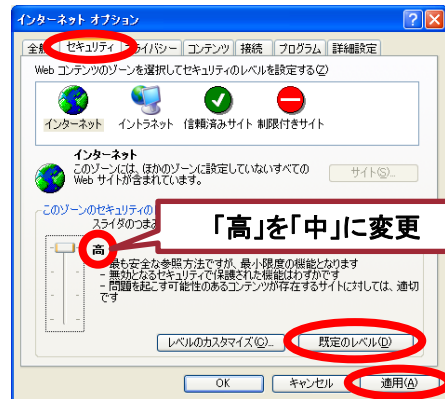 インターネット オプション
全般 セキュリティ プライバシー コンテンツ 接続 プログラム 詳細設定
Web コンテンツのゾーンを選択してセキュリティのレベルを設定する(Z)
インターネット イントラネット 信頼済みサイト 制限付きサイト
インターネット
このゾーンには、ほかのゾーンに設定していないすべての
Web サイトが含まれています。
サイト(S)...
このゾーンのセキュリティの
スライダのつま
「高」を「中」に変更
高
最も安全な参照方法ですが、最小限度の機能となります
- 無効となるセキュリティで保護された機能はわずかです
- 問題を起こす可能性のあるコンテンツが存在するサイトに対しては、適切
です
レベルのカスタマイズ(C)... 既定のレベル(D)
OK キャンセル 適用(A)